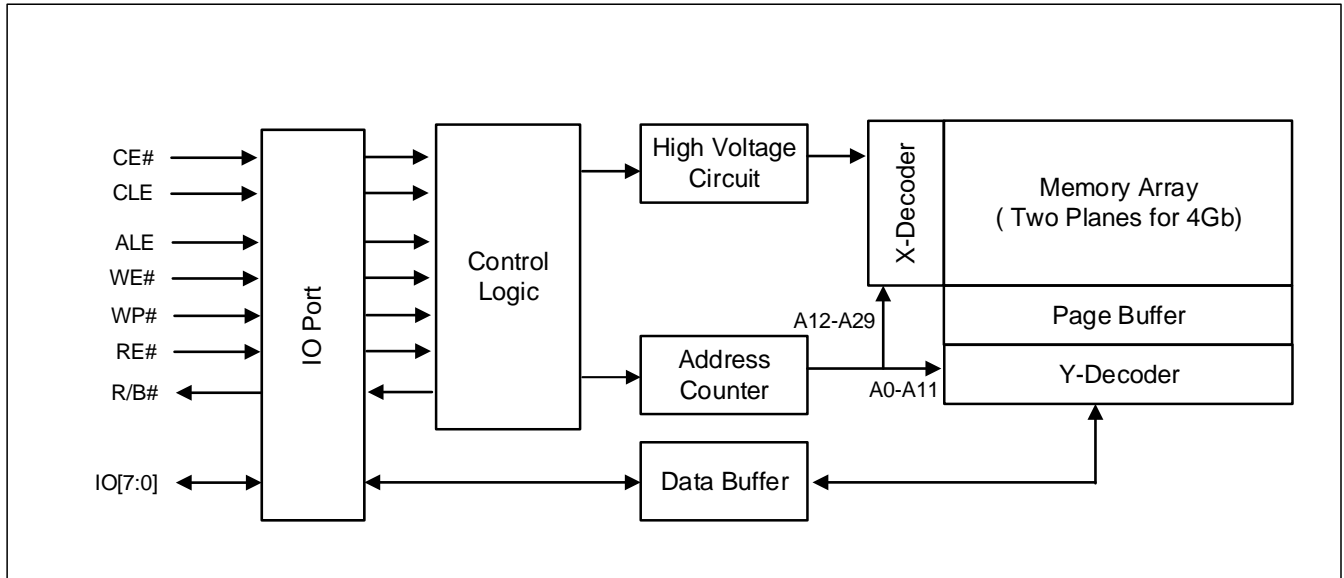 CE#
CLE
ALE
WE#
WP#
RE#
R/B#
IO[7:0]
IO Port
Control
Logic
High Voltage
Circuit
Address
Counter
Data Buffer
A12-A29
A0-A11
X-Decoder
Memory Array
( Two Planes for 4Gb)
Page Buffer
Y-Decoder